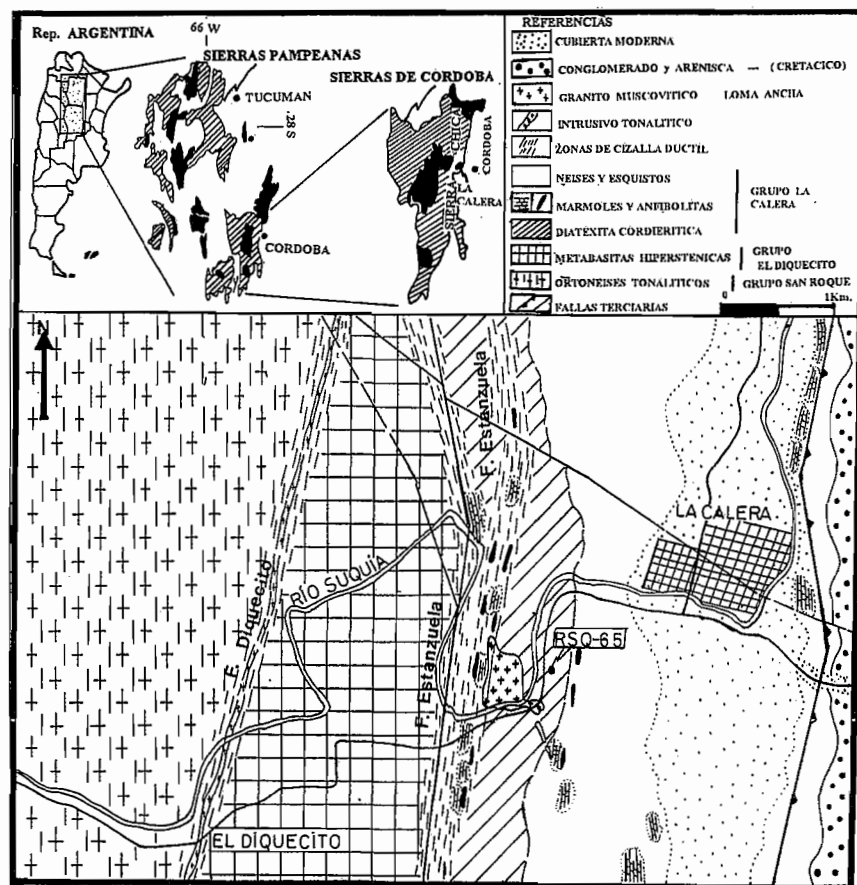 Rep. ARGENTINA
66 W
SIERRAS PAMPEANAS
TUCUMAN
28 S
CORDOBA
SIERRAS DE CORDOBA
SIERRA CHICA
CORDOBA
LA CALERA
REFERENCIAS
CUBIERTA MODERNA
CONGLOMERADO y ARENISCA — (CRETACICO)
GRANITO MUSCOVITICO LOMA ANCHA
INTRUSIVO TONALITICO
ZONAS DE CIZALLA DUCTIL
NEISES Y ESQUISTOS
MARMOLES Y ANFIBOLITAS
GRUPO LA CALERA
DIATEXITA CORDIERITICA
METABASITAS HIPERSTENICAS
GRUPO EL DIQUECITO
ORTONEISES TONALITICOS
GRUPO SAN ROQUE
FALLAS TERCIARIAS
0
1Km.
N
F. Estanzuela
LA CALERA
RÍO SUQUÍA
F. Diquecito
F. Estanzuela
RSQ-65
EL DIQUECITO